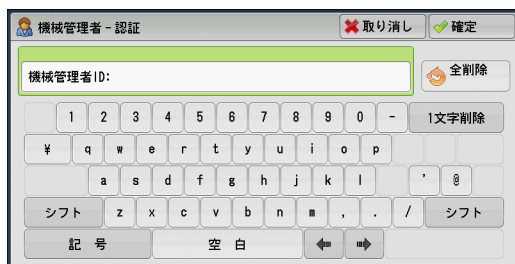 機械管理者 - 認証 取り消し 確定
機械管理者ID: 全削除
1 2 3 4 5 6 7 8 9 0 - 1文字削除
¥ q w e r t y u i o p
a s d f g h j k l ' @
シフト z x c v b n m , . / シフト
記 号 空 白